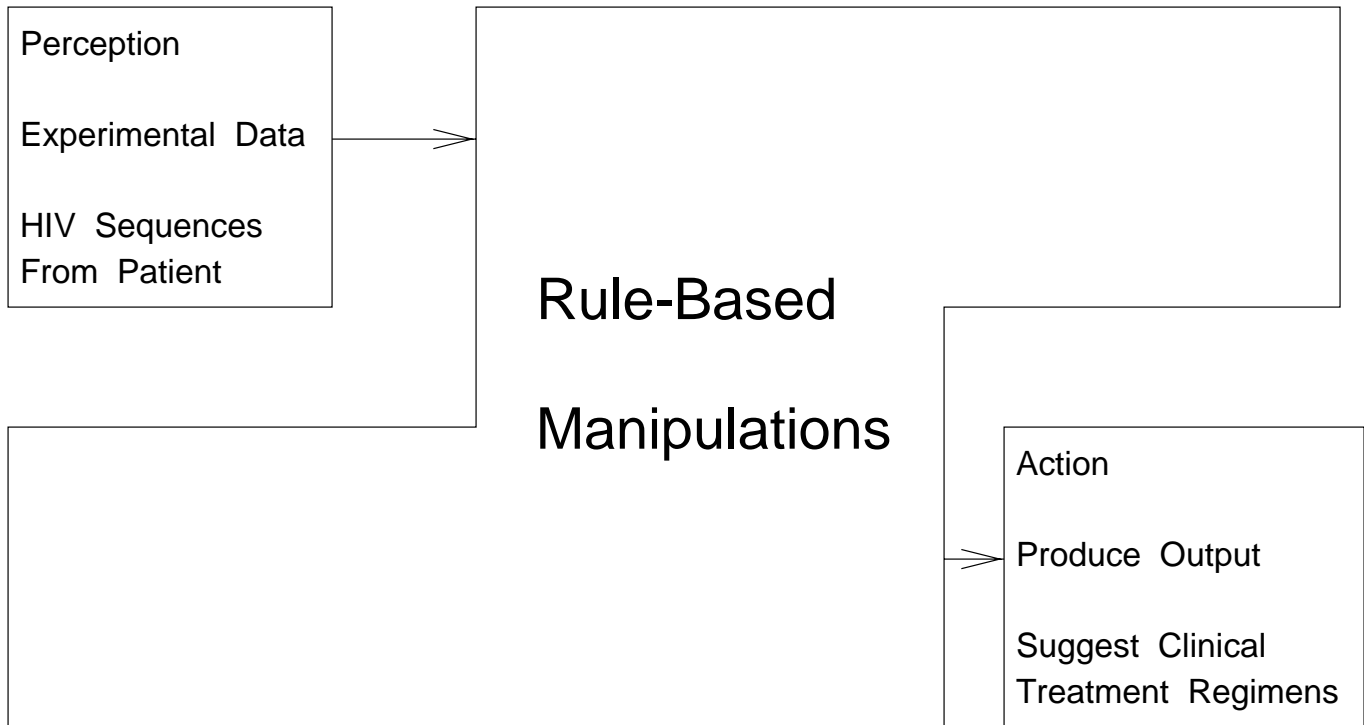 Perception
Experimental Data
HIV Sequences
From Patient
Rule-Based
Manipulations
Action
Produce Output
Suggest Clinical
Treatment Regimens